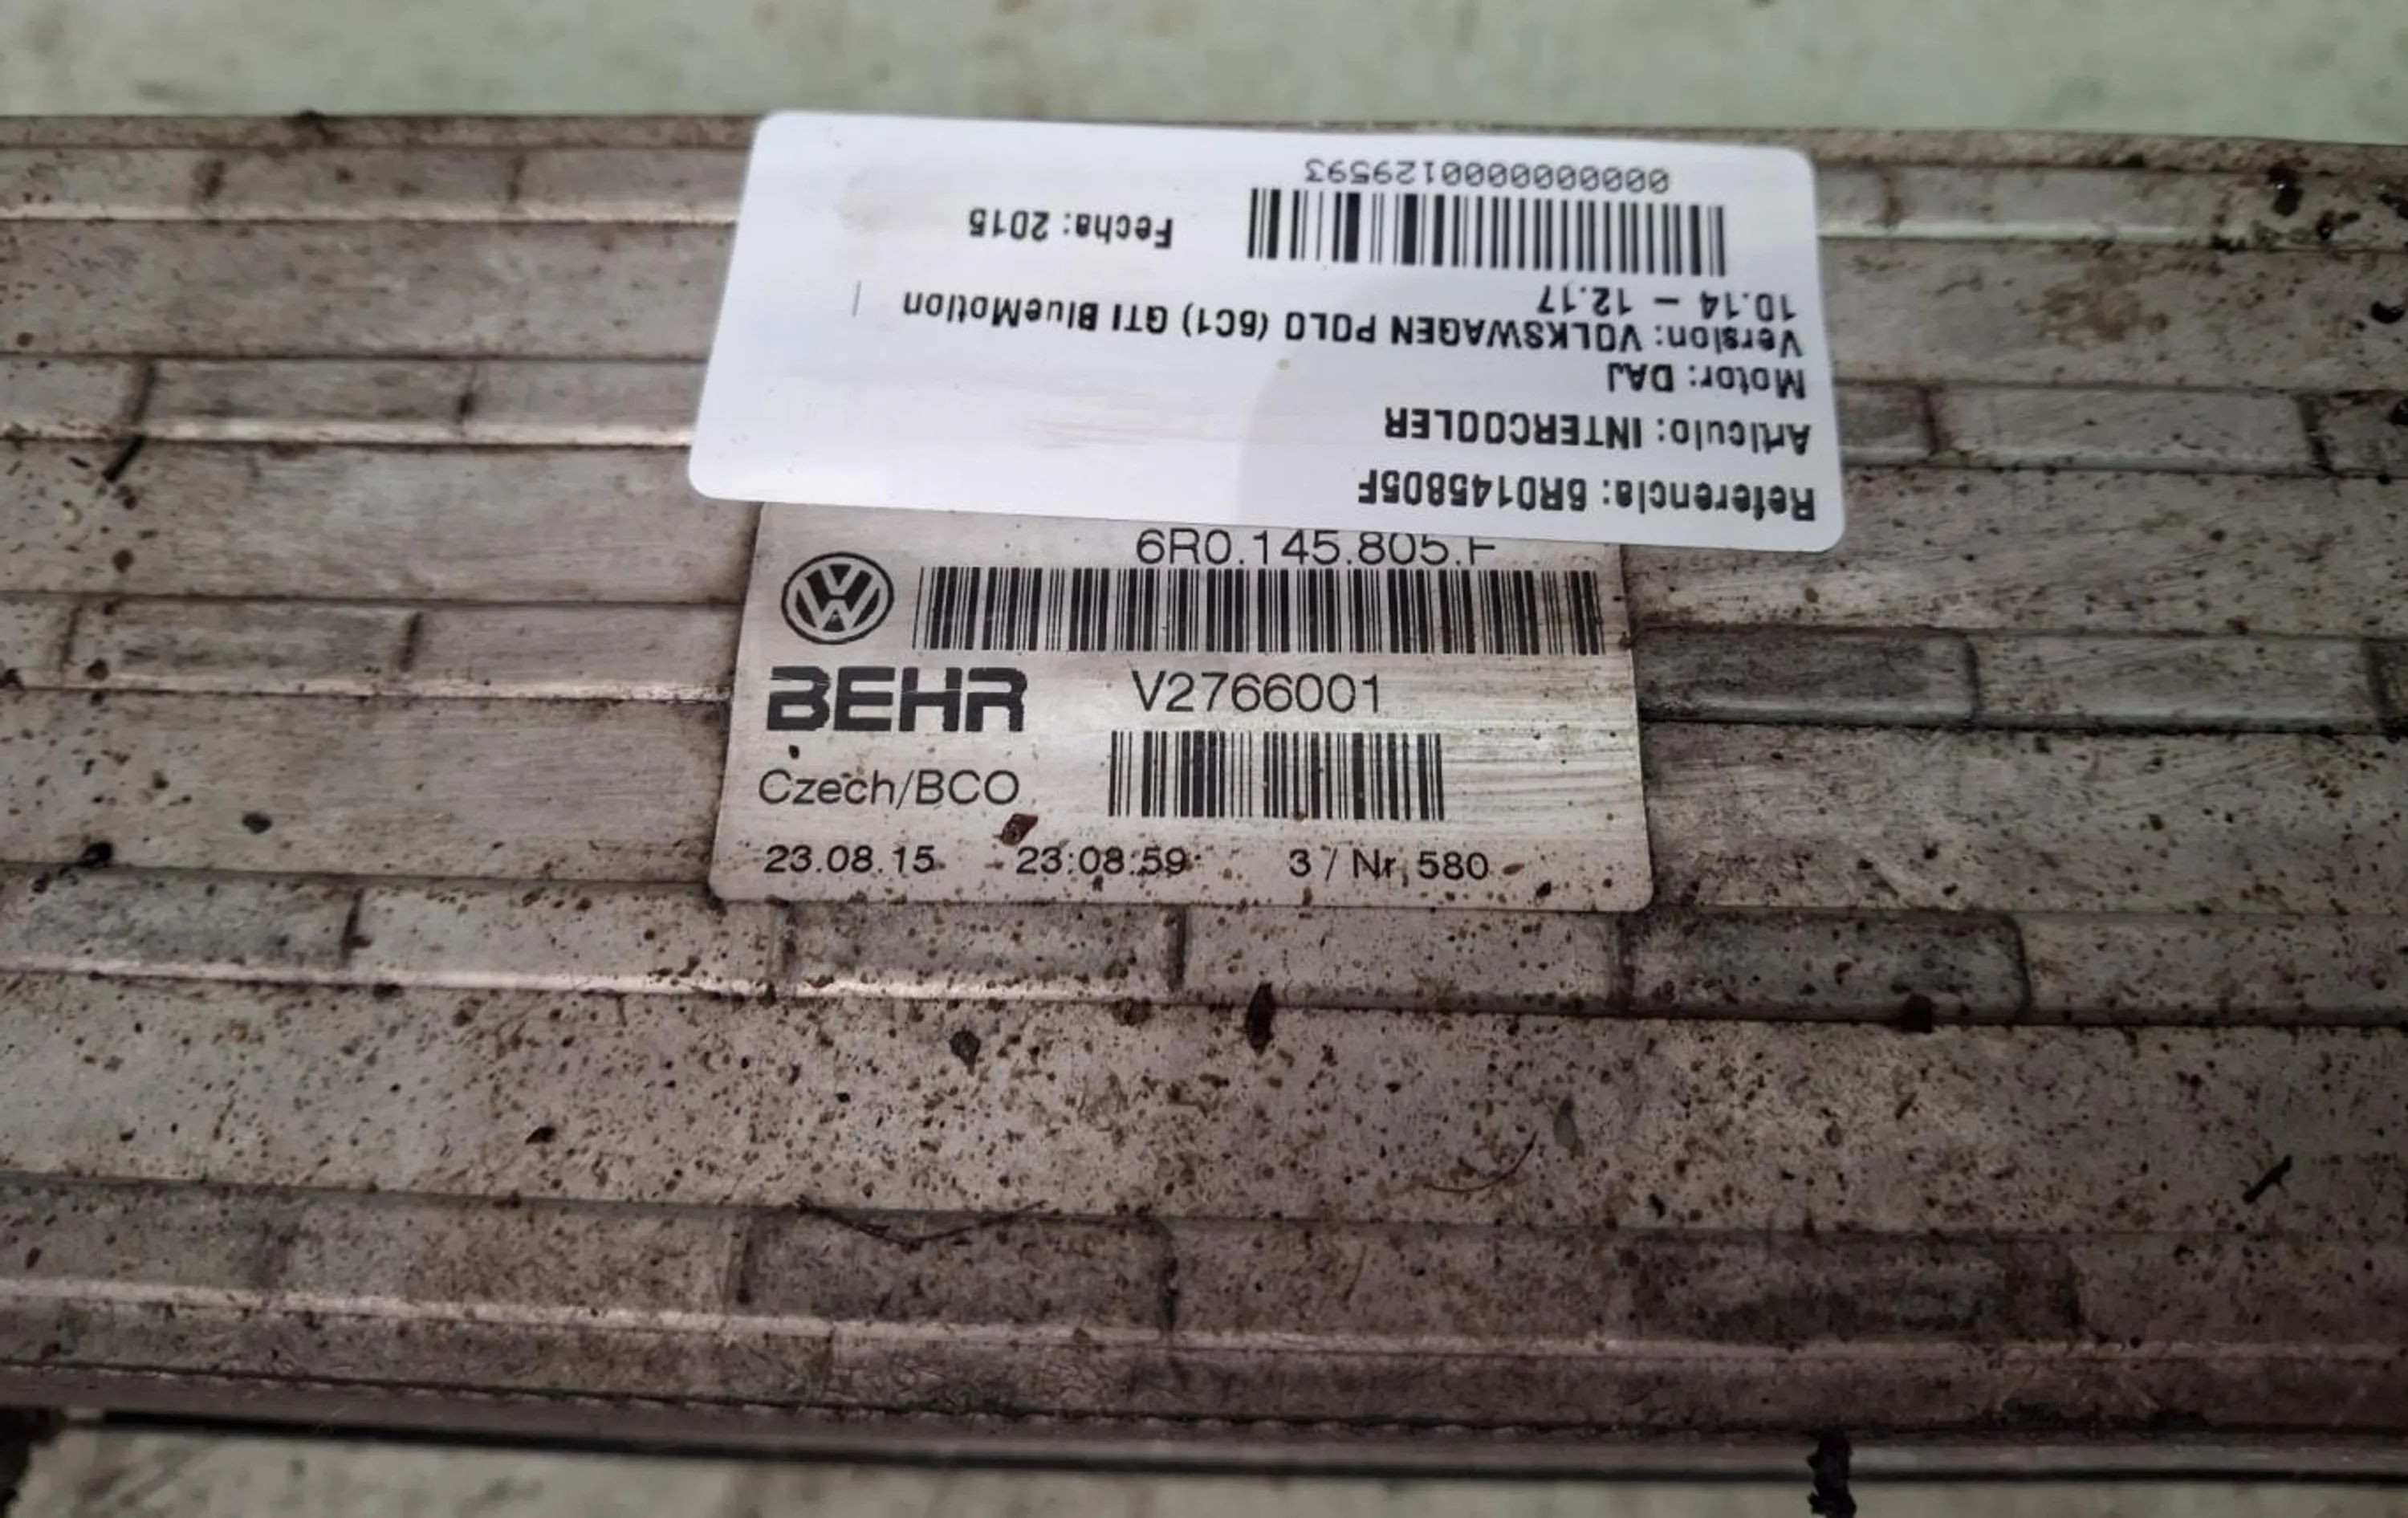 Referencia: 6R0145805F
Articulo: INTERCOOLER
Motor: DAJ
Version: VOLKSWAGEN POLO (6C1) GTI BlueMotion
10.14 - 12.17
Fecha: 2015
000000000000129593
6R0.145.805.F
BEHR
V2766001
Czech/BCO
23.08.15 23:08:59 3 / Nr. 580